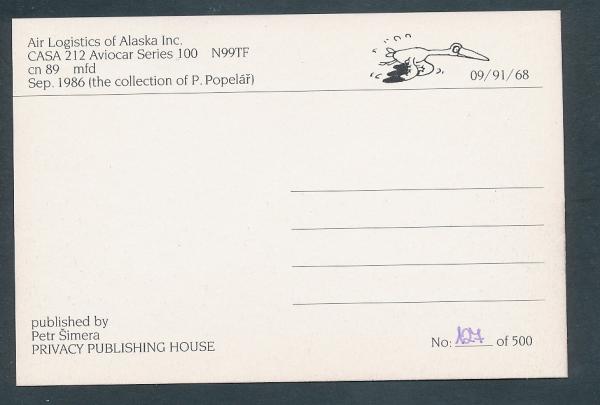 Air Logistics of Alaska Inc.
CASA 212 Aviocar Series 100 N99TF
cn 89 mfd
Sep. 1986 (the collection of P. Popelář)
09/91/68
published by
Petr Šimera
PRIVACY PUBLISHING HOUSE
No: 127 of 500